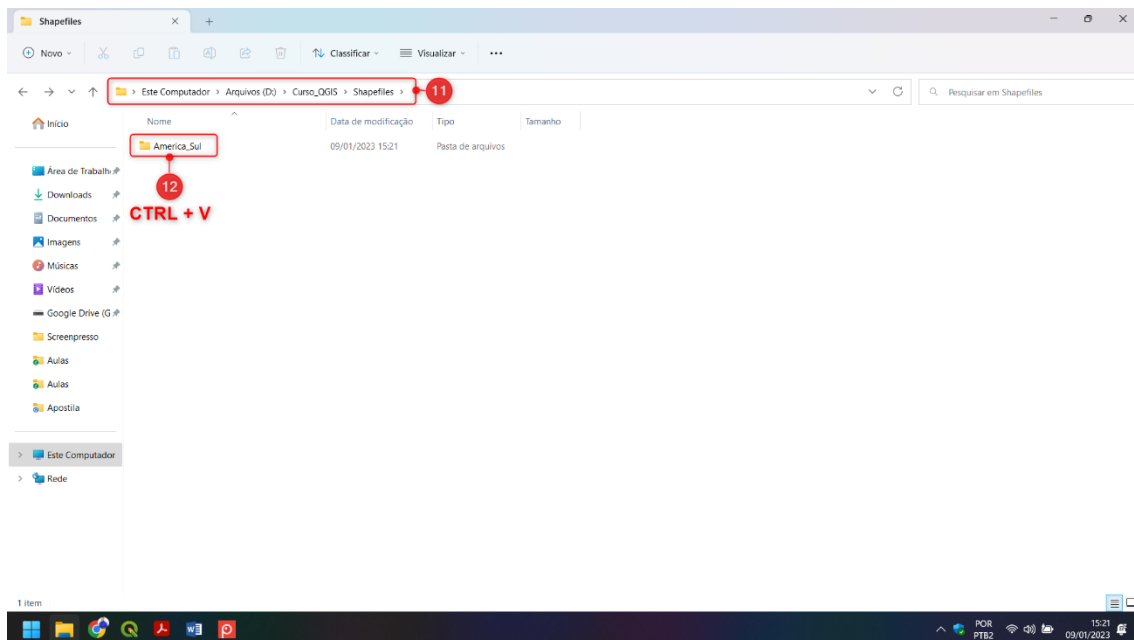 Shapefiles
Novo
Classificar
Visualizar
Este Computador > Arquivos (D:) > Curso_QGIS > Shapefiles >
11
Pesquisar em Shapefiles
Início
Nome
Data de modificação
Tipo
Tamanho
America_Sul
09/01/2023 15:21
Pasta de arquivos
12
CTRL + V
Área de Trabalh
Downloads
Documentos
Imagens
Músicas
Vídeos
Google Drive (G
Screenpresso
Aulas
Aulas
Apostila
Este Computador
Rede
1 item
POR
PTB2
15:21
09/01/2023